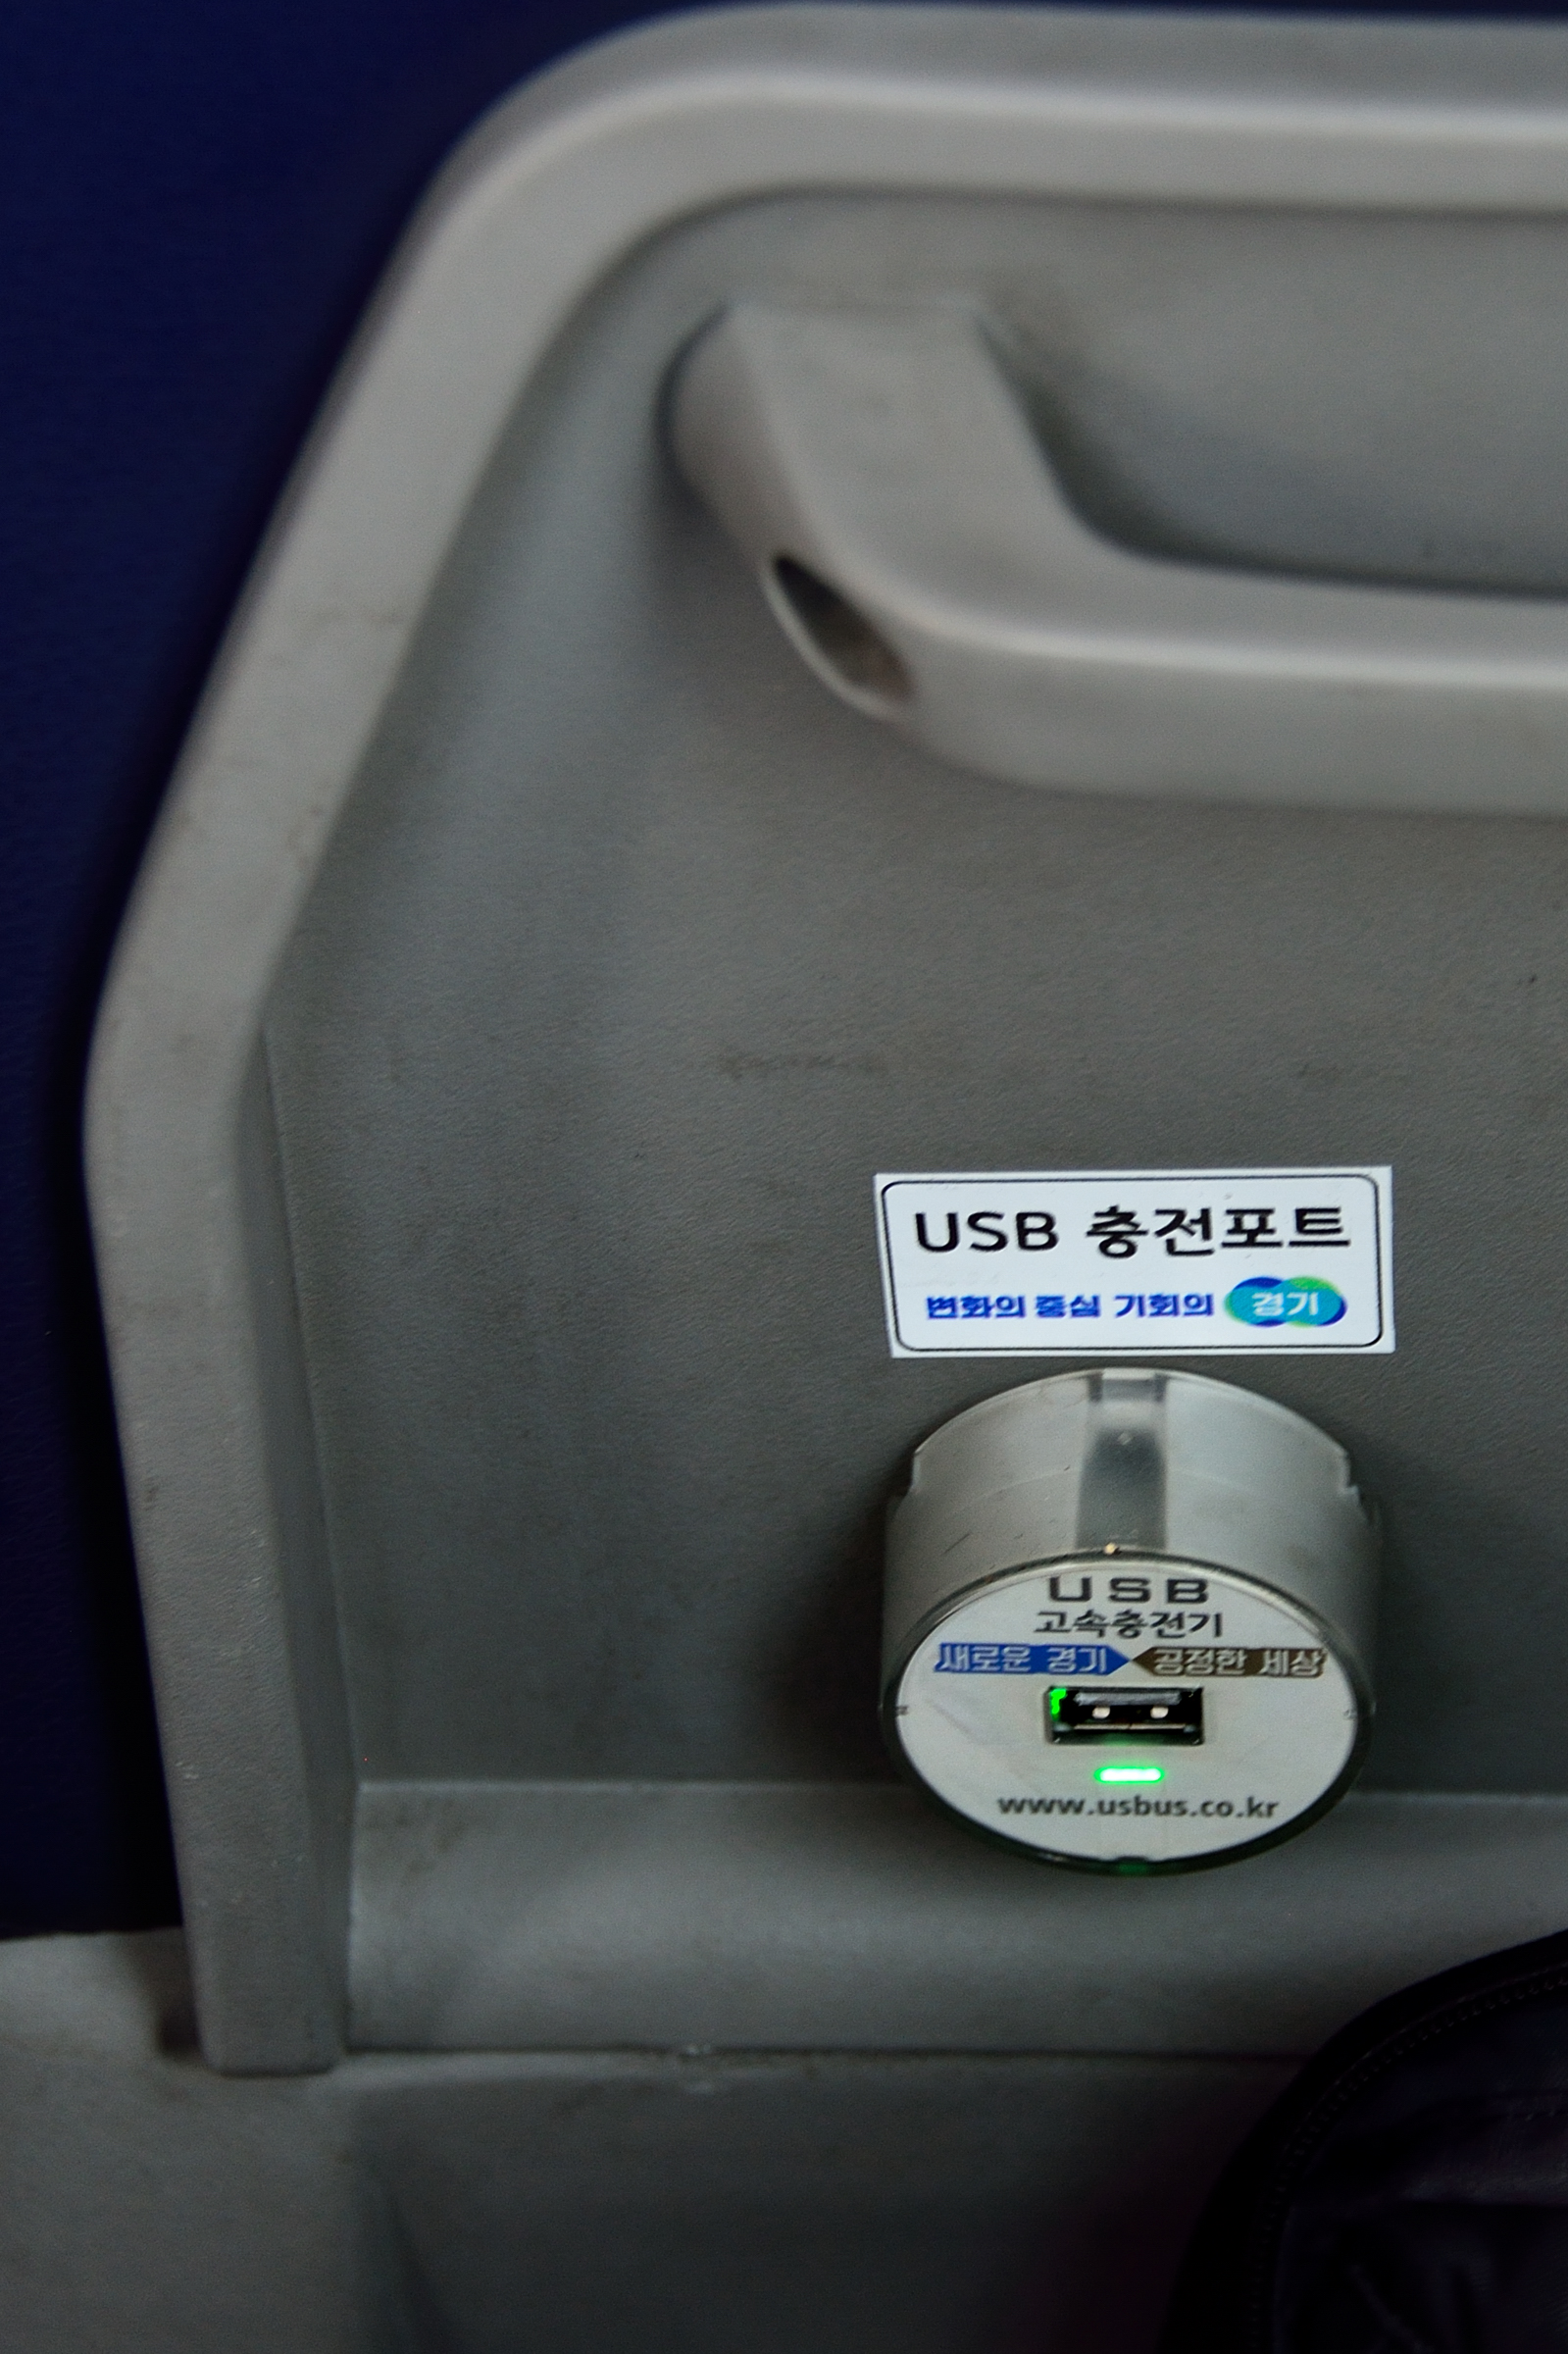 USB 충전포트
변화의 중심 기회의 경기
USB
고속충전기
새로운 경기 공정한 세상
www.usbus.co.kr